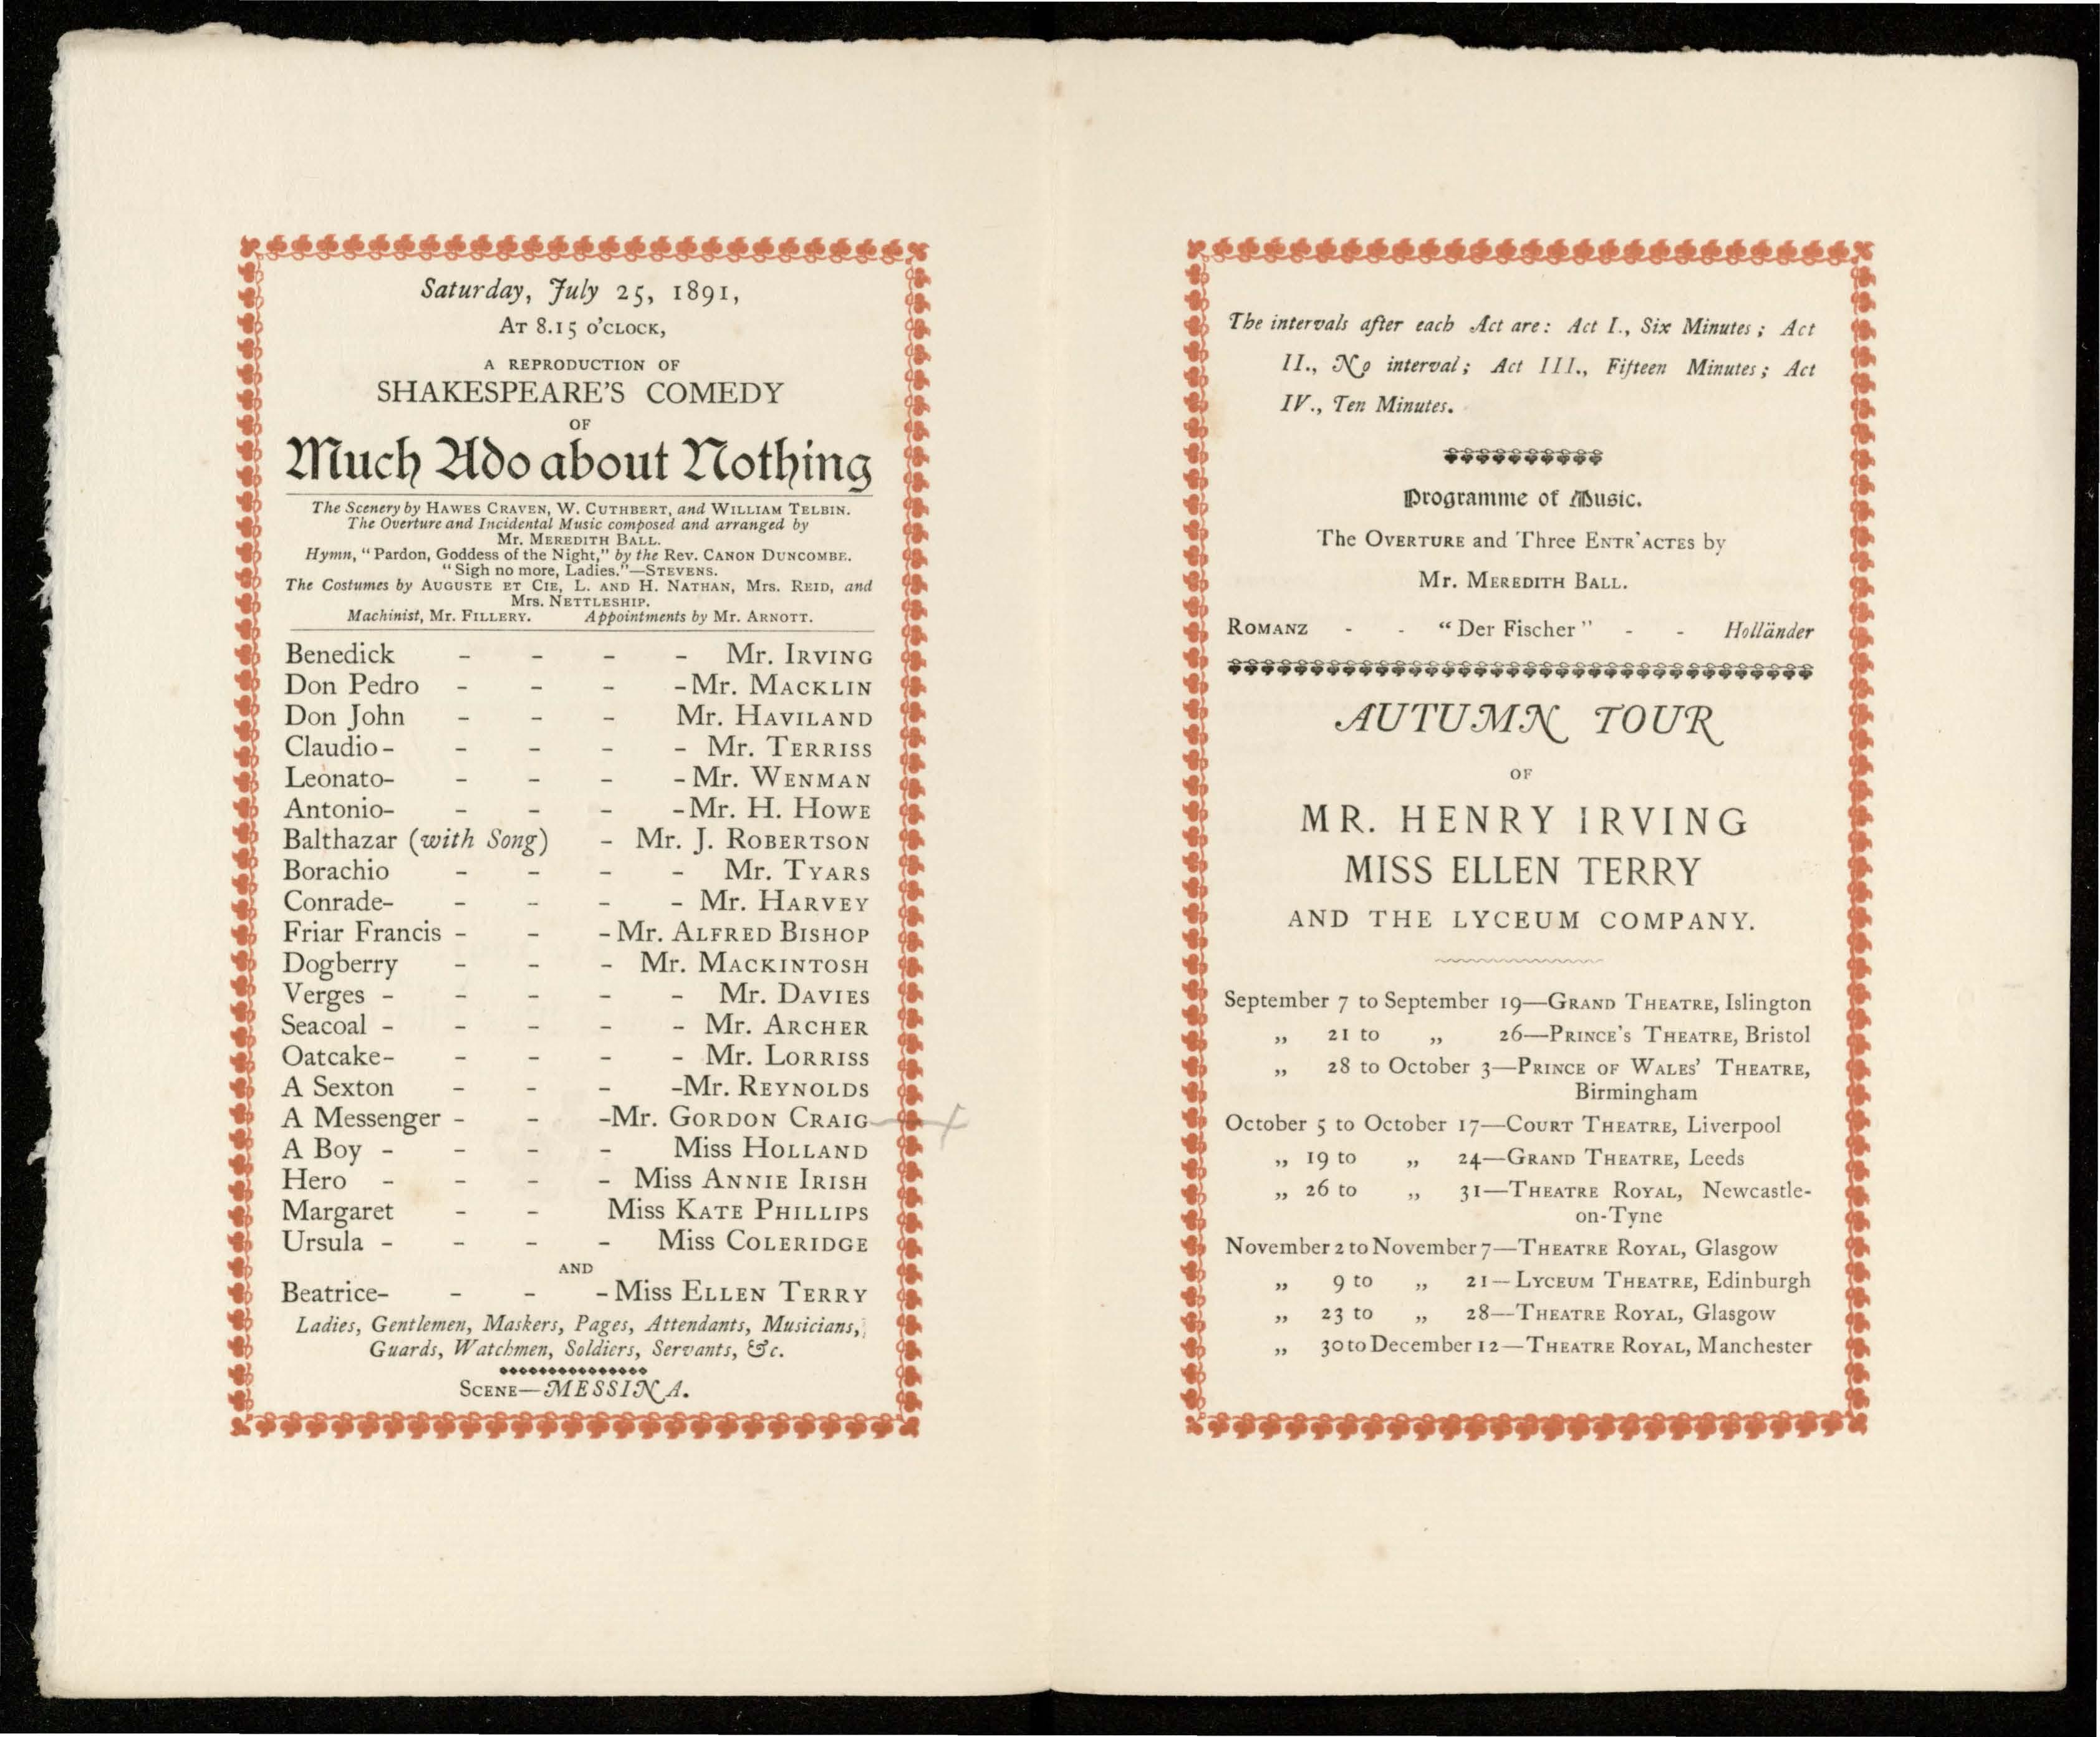 Saturday, July 25, 1891,
AT 8.15 O'CLOCK,
A REPRODUCTION OF
SHAKESPEARE'S COMEDY
OF
Much Ado about Nothing
The Scenery by HAWES CRAVEN, W. CUTHBERT, and WILLIAM TELBIN.
The Overture and Incidental Music composed and arranged by
Mr. MEREDITH BALL.
Hymn, "Pardon, Goddess of the Night," by the Rev. CANON DUNCOMBE.
"Sigh no more, Ladies."—STEVENS.
The Costumes by AUGUSTE ET CIE, L. AND H. NATHAN, Mrs. REID, and
Mrs. NETTLESHIP.
Machinist, Mr. FILLERY. Appointments by Mr. ARNOTT.
Benedick - - - - Mr. IRVING
Don Pedro - - - - Mr. MACKLIN
Don John - - - Mr. HAVILAND
Claudio - - - - - Mr. TERRISS
Leonato - - - - - Mr. WENMAN
Antonio - - - - - Mr. H. HOWE
Balthazar (with Song) - Mr. J. ROBERTSON
Borachio - - - - Mr. TYARS
Conrade - - - - - Mr. HARVEY
Friar Francis - - - Mr. ALFRED BISHOP
Dogberry - - - Mr. MACKINTOSH
Verges - - - - - Mr. DAVIES
Seacoal - - - - - Mr. ARCHER
Oatcake - - - - - Mr. LORRISS
A Sexton - - - - Mr. REYNOLDS
A Messenger - - - Mr. GORDON CRAIG
A Boy - - - - Miss HOLLAND
Hero - - - - Miss ANNIE IRISH
Margaret - - Miss KATE PHILLIPS
Ursula - - - - Miss COLERIDGE
AND
Beatrice - - - - Miss ELLEN TERRY
Ladies, Gentlemen, Maskers, Pages, Attendants, Musicians,
Guards, Watchmen, Soldiers, Servants, &c.
SCENE—MESSINA.
The intervals after each Act are: Act I., Six Minutes; Act
II., No interval; Act III., Fifteen Minutes; Act
IV., Ten Minutes.
Programme of Music.
The OVERTURE and Three ENTR'ACTES by
Mr. MEREDITH BALL.
ROMANZ - - "Der Fischer" - - Holländer
AUTUMN TOUR
OF
MR. HENRY IRVING
MISS ELLEN TERRY
AND THE LYCEUM COMPANY.
September 7 to September 19—GRAND THEATRE, Islington
„ 21 to „ 26—PRINCE'S THEATRE, Bristol
„ 28 to October 3—PRINCE OF WALES' THEATRE,
Birmingham
October 5 to October 17—COURT THEATRE, Liverpool
„ 19 to „ 24—GRAND THEATRE, Leeds
„ 26 to „ 31—THEATRE ROYAL, Newcastle-
on-Tyne
November 2 to November 7—THEATRE ROYAL, Glasgow
„ 9 to „ 21—LYCEUM THEATRE, Edinburgh
„ 23 to „ 28—THEATRE ROYAL, Glasgow
„ 30 to December 12—THEATRE ROYAL, Manchester